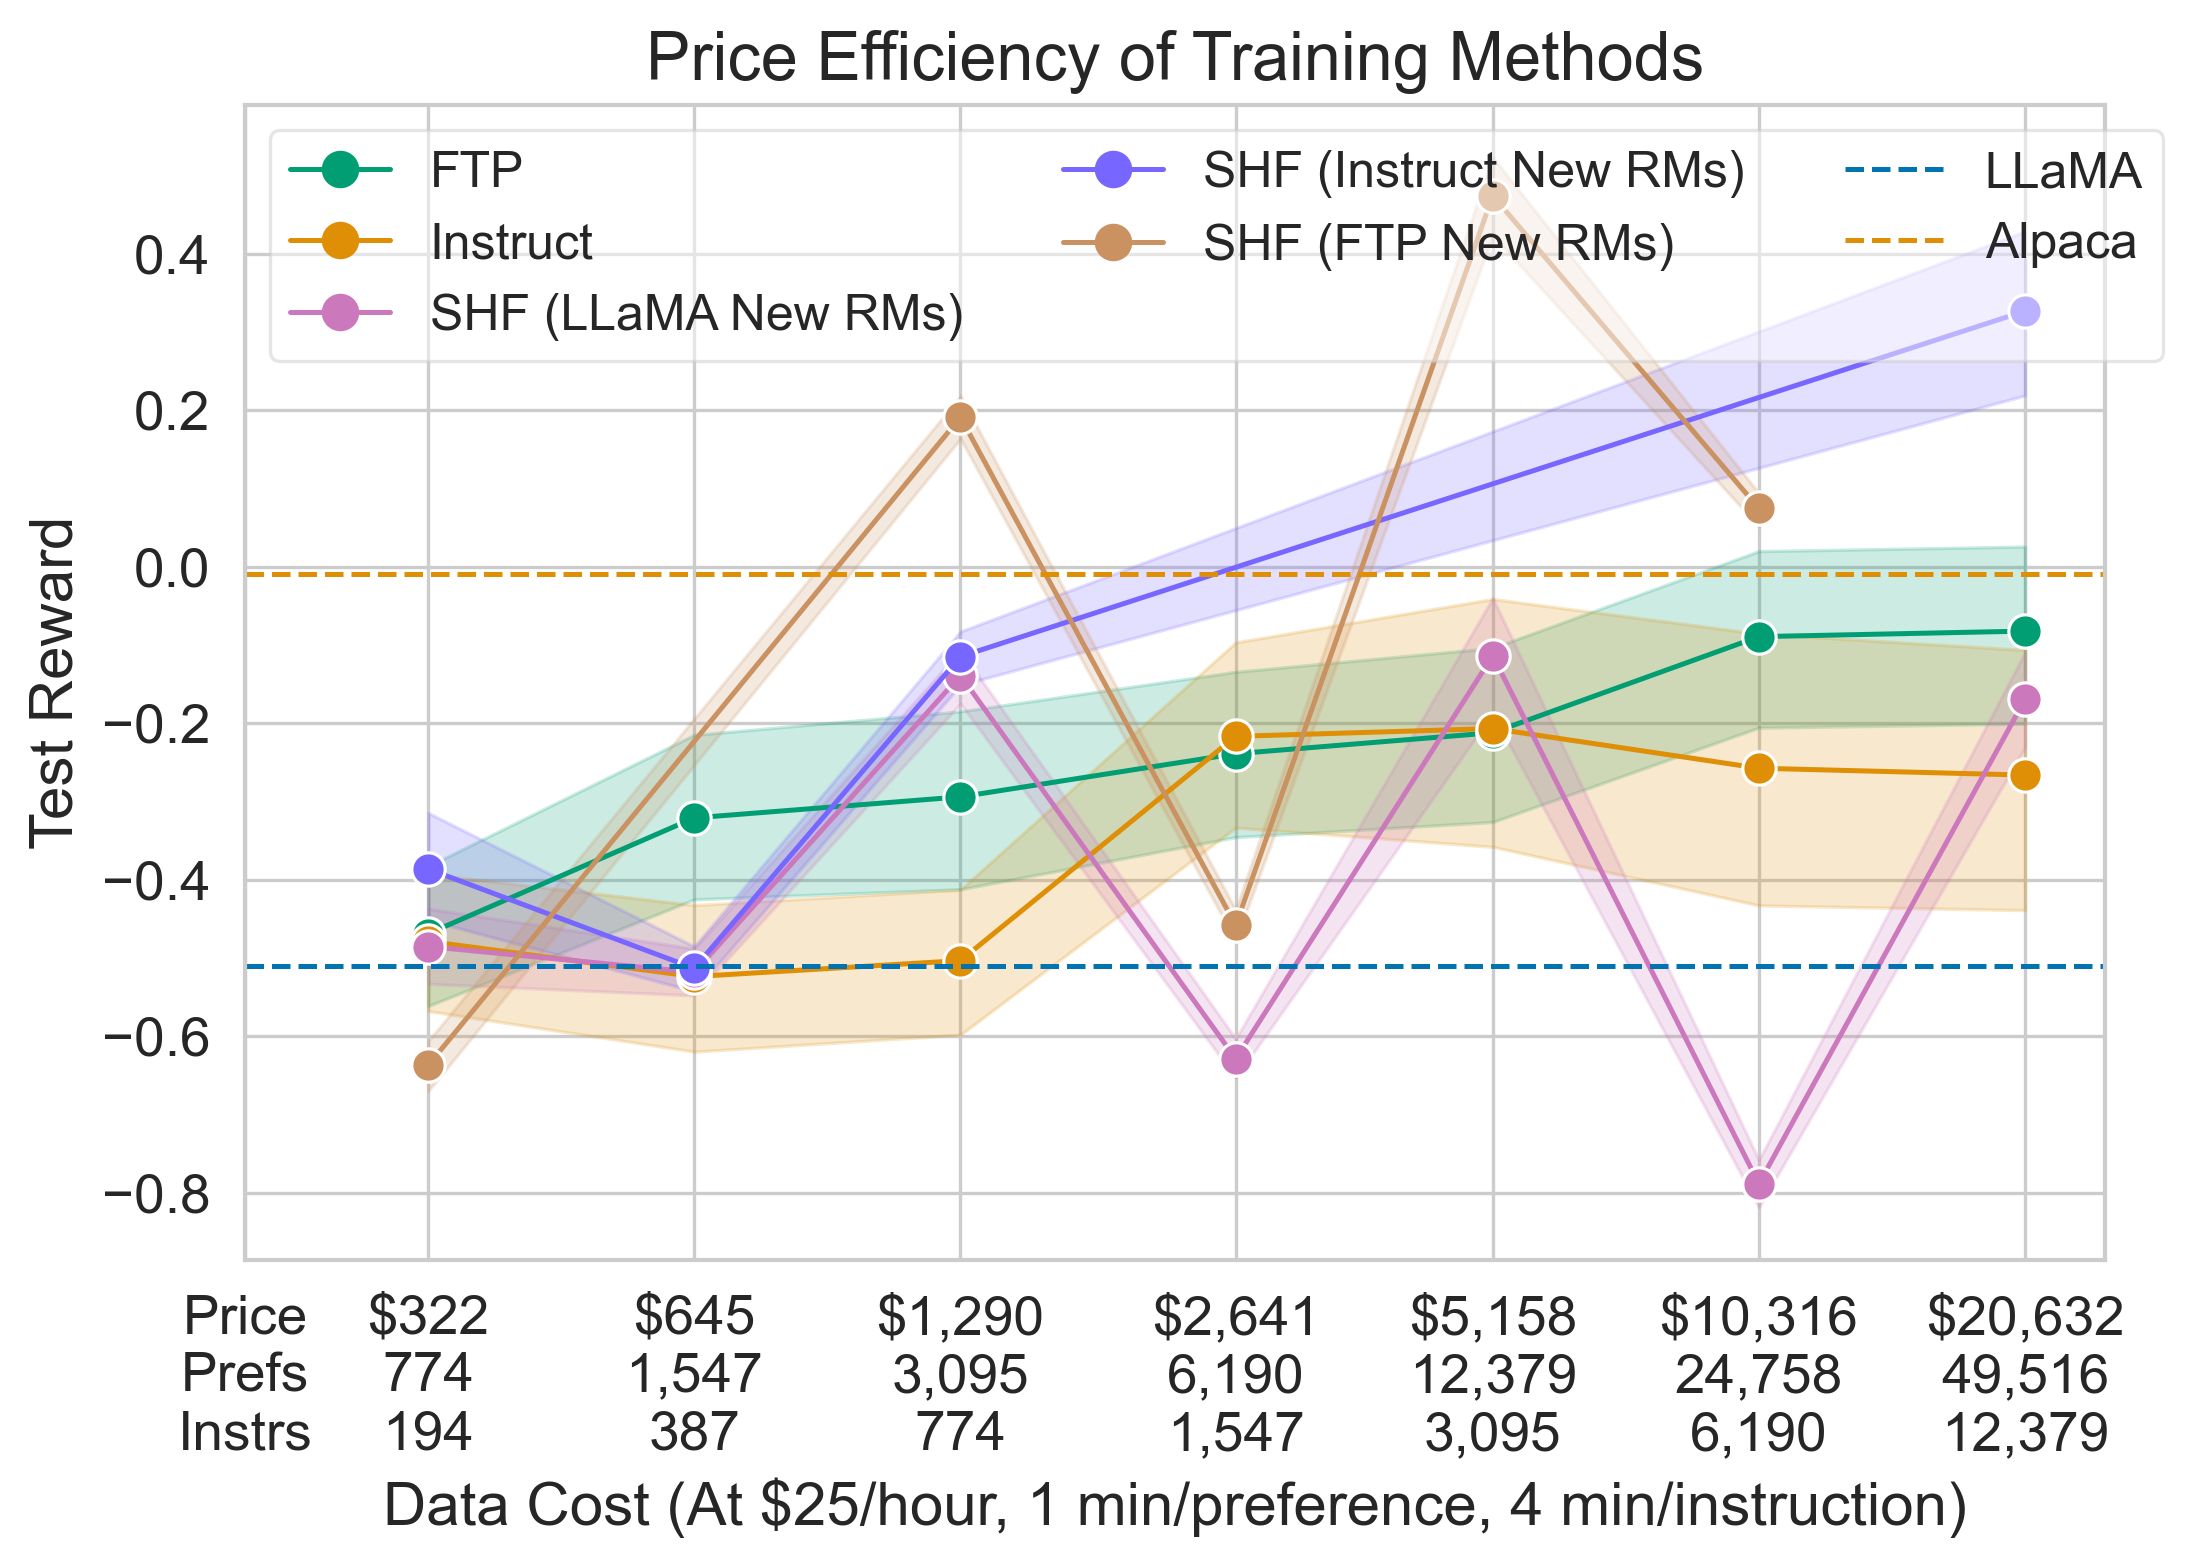 Price Efficiency of Training Methods
FTP
Instruct
SHF (LLaMA New RMs)
SHF (Instruct New RMs)
SHF (FTP New RMs)
LLaMA
Alpaca
Test Reward
0.4
0.2
0.0
−0.2
−0.4
−0.6
−0.8
Price $322 $645 $1,290 $2,641 $5,158 $10,316 $20,632
Prefs 774 1,547 3,095 6,190 12,379 24,758 49,516
Instrs 194 387 774 1,547 3,095 6,190 12,379
Data Cost (At $25/hour, 1 min/preference, 4 min/instruction)